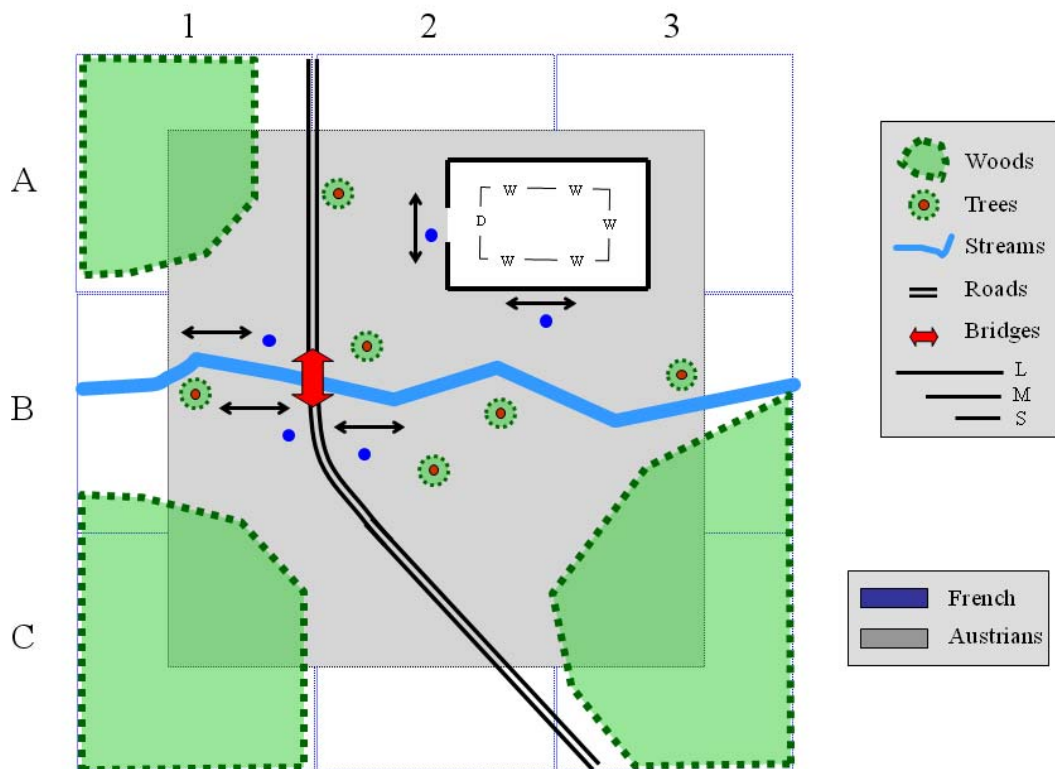 1 2 3
A
B
C
W W
D W
W W
Woods
Trees
Streams
Roads
Bridges
L
M
S
French
Austrians